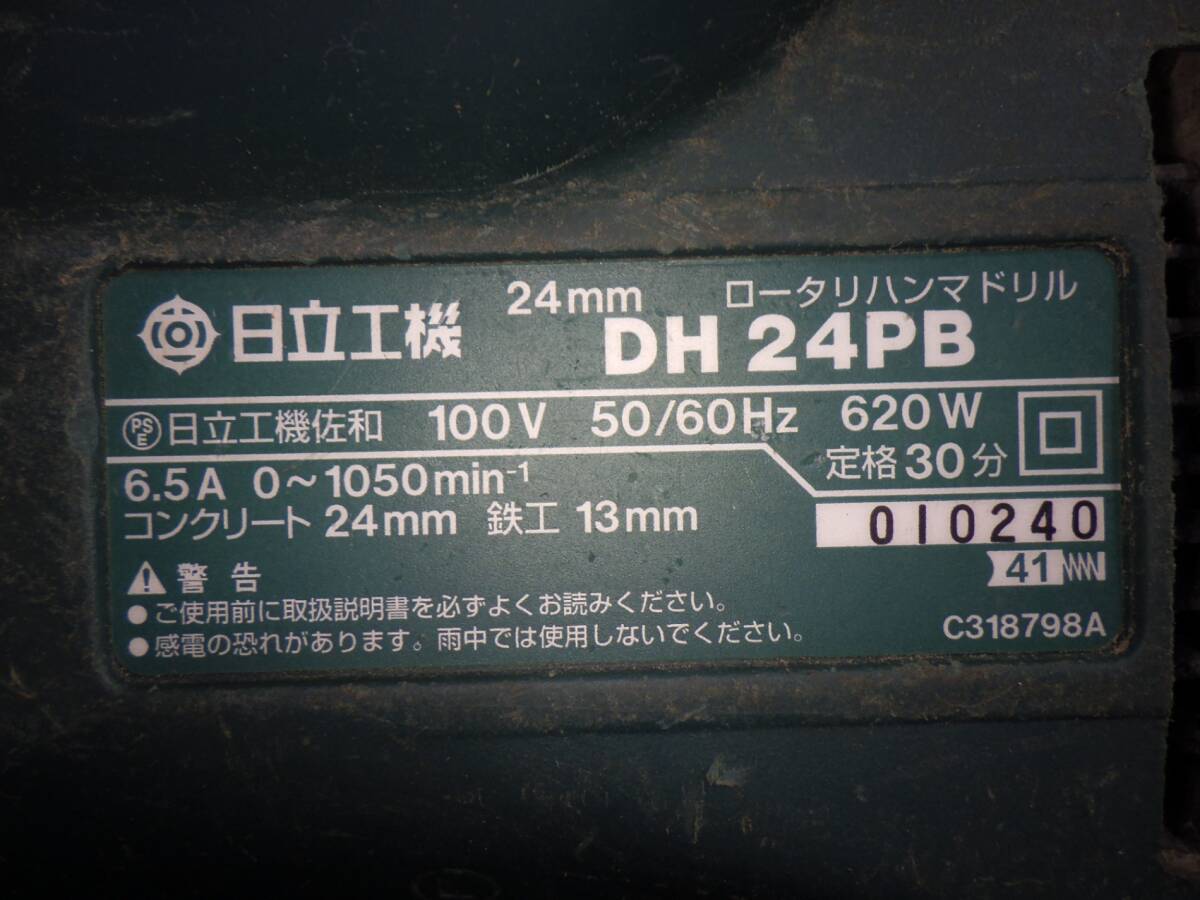 日立工機 24mm ロータリハンマドリル
DH 24PB
PS
E
日立工機佐和 100V 50/60Hz 620W
定格30分
6.5A 0～1050min⁻¹
コンクリート 24mm 鉄工 13mm
010240
41
警告
●ご使用前に取扱説明書を必ずよくお読みください。
●感電の恐れがあります。雨中では使用しないでください。
C318798A